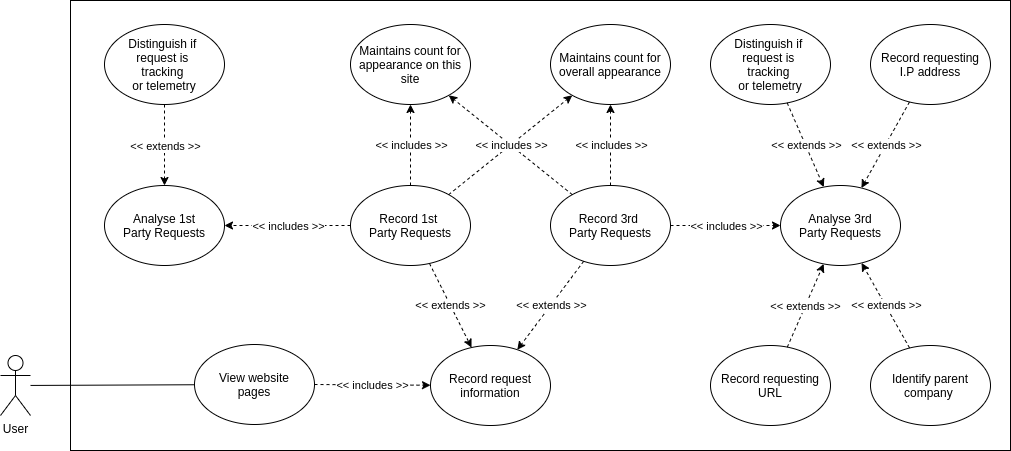 Distinguish if
request is
tracking
or telemetry
Maintains count for
appearance on this
site
Maintains count for
overall appearance
Distinguish if
request is
tracking
or telemetry
Record requesting
I.P address
<< extends >>
<< includes >>
<< includes >>
<< includes >>
<< extends >>
<< extends >>
Analyse 1st
Party Requests
<< includes >>
Record 1st
Party Requests
Record 3rd
Party Requests
<< includes >>
Analyse 3rd
Party Requests
<< extends >>
<< extends >>
<< extends >>
<< extends >>
User
View website
pages
<< includes >>
Record request
information
Record requesting
URL
Identify parent
company